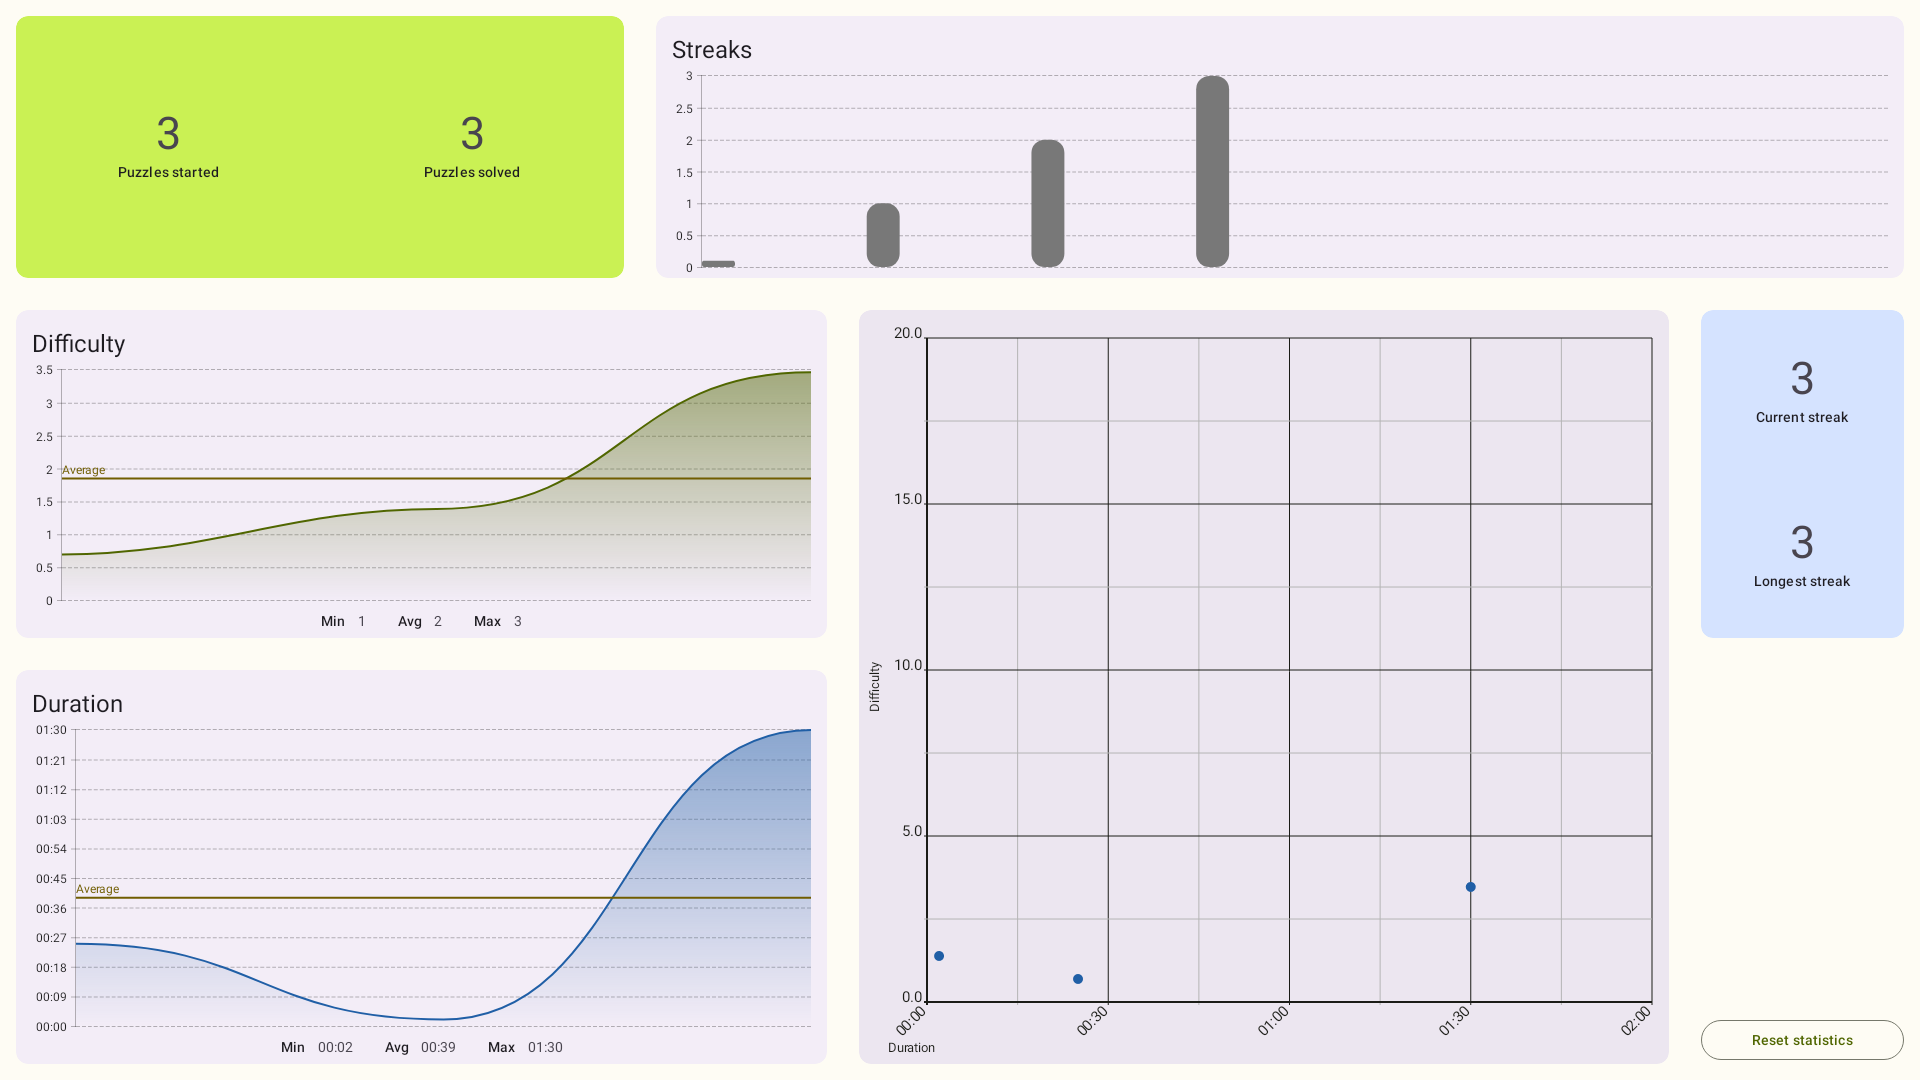 3
Puzzles started
3
Puzzles solved
Streaks
3
2.5
2
1.5
1
0.5
0
Difficulty
3.5
3
2.5
2
Average
1.5
1
0.5
0
Min 1 Avg 2 Max 3
Duration
01:30
01:21
01:12
01:03
00:54
00:45
Average
00:36
00:27
00:18
00:09
00:00
Min 00:02 Avg 00:39 Max 01:30
20.0
15.0
10.0
Difficulty
5.0
0.0
00:00 00:30 01:00 01:30 02:00
Duration
3
Current streak
3
Longest streak
Reset statistics